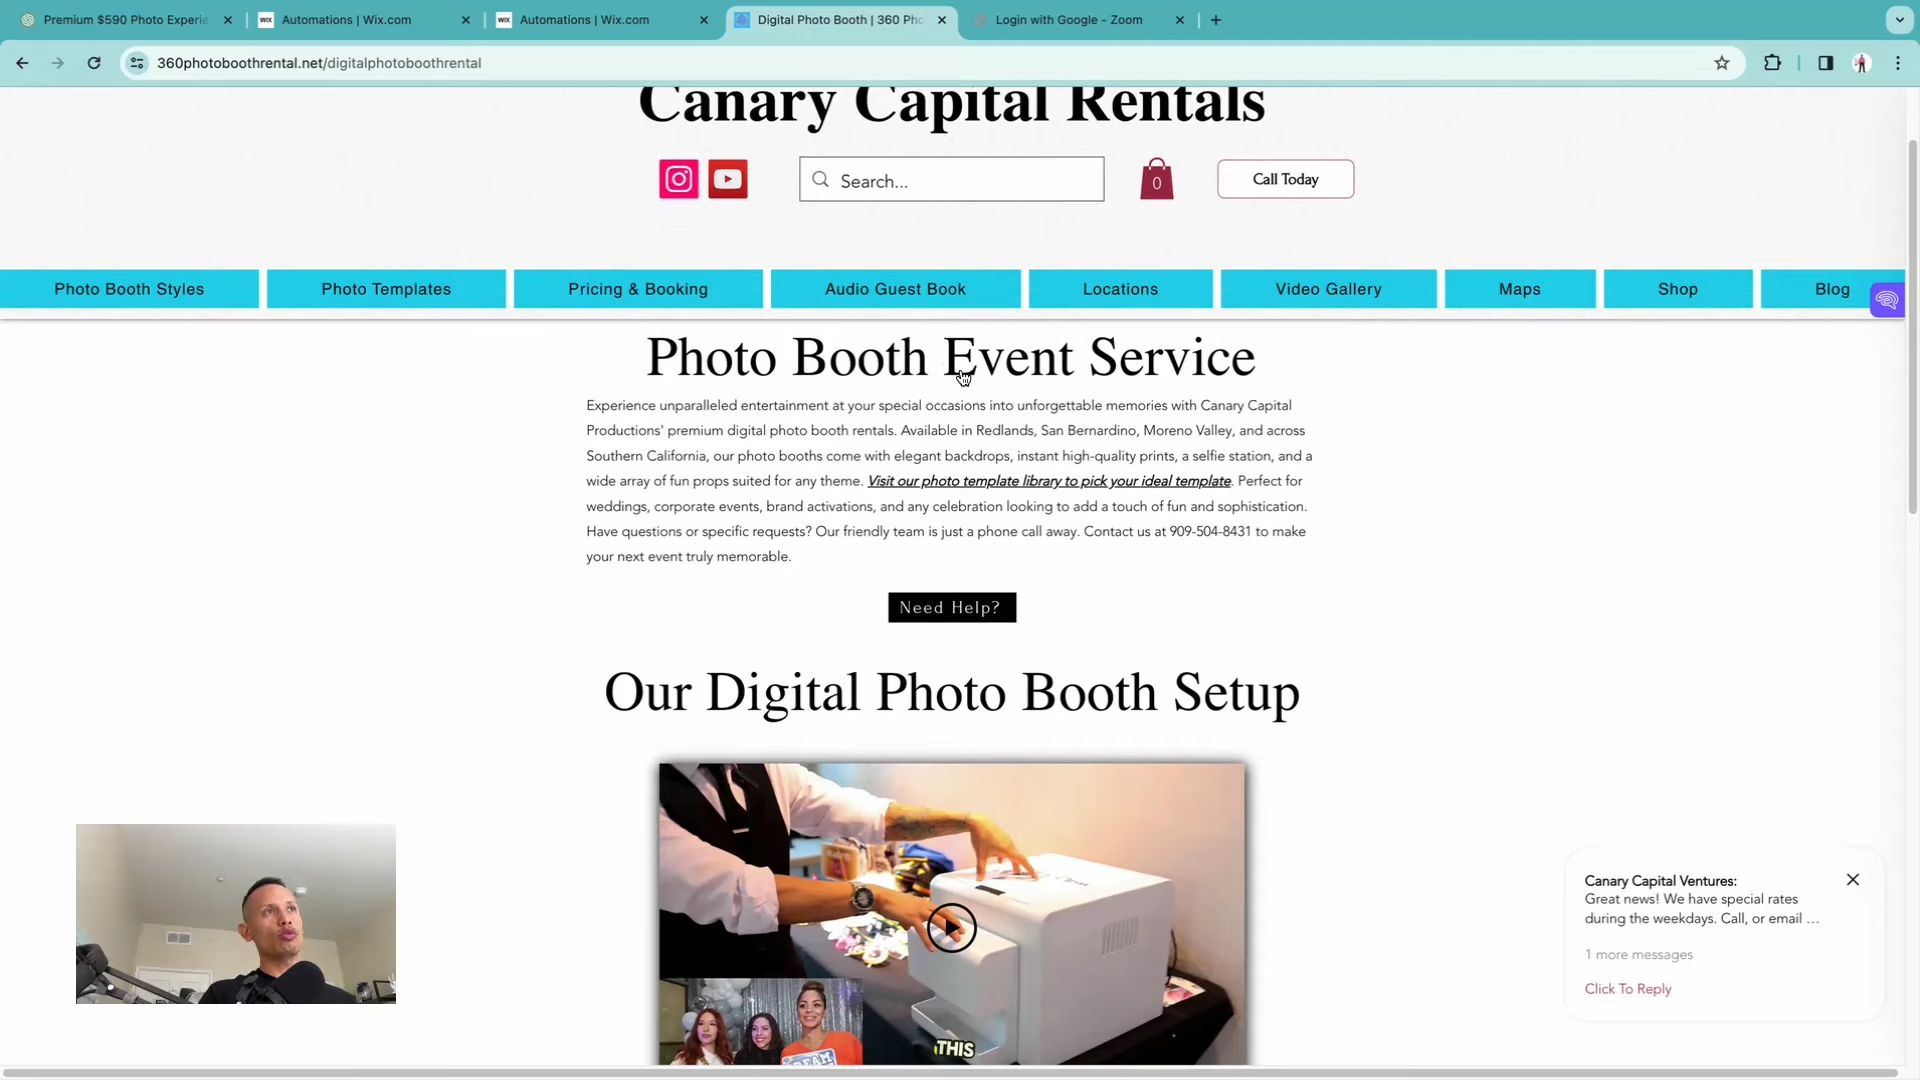 Premium $590 Photo Experie
WIX Automations | Wix.com
WIX Automations | Wix.com
Digital Photo Booth | 360 Pho
Login with Google - Zoom
360photoboothrental.net/digitalphotoboothrental
Canary Capital Rentals
Search...
0
Call Today
Photo Booth Styles
Photo Templates
Pricing & Booking
Audio Guest Book
Locations
Video Gallery
Maps
Shop
Blog
Photo Booth Event Service
Experience unparalleled entertainment at your special occasions into unforgettable memories with Canary Capital
Productions' premium digital photo booth rentals. Available in Redlands, San Bernardino, Moreno Valley, and across
Southern California, our photo booths come with elegant backdrops, instant high-quality prints, a selfie station, and a
wide array of fun props suited for any theme. Visit our photo template library to pick your ideal template. Perfect for
weddings, corporate events, brand activations, and any celebration looking to add a touch of fun and sophistication.
Have questions or specific requests? Our friendly team is just a phone call away. Contact us at 909-504-8431 to make
your next event truly memorable.
Need Help?
Our Digital Photo Booth Setup
THIS
Canary Capital Ventures:
Great news! We have special rates
during the weekdays. Call, or email ...
1 more messages
Click To Reply